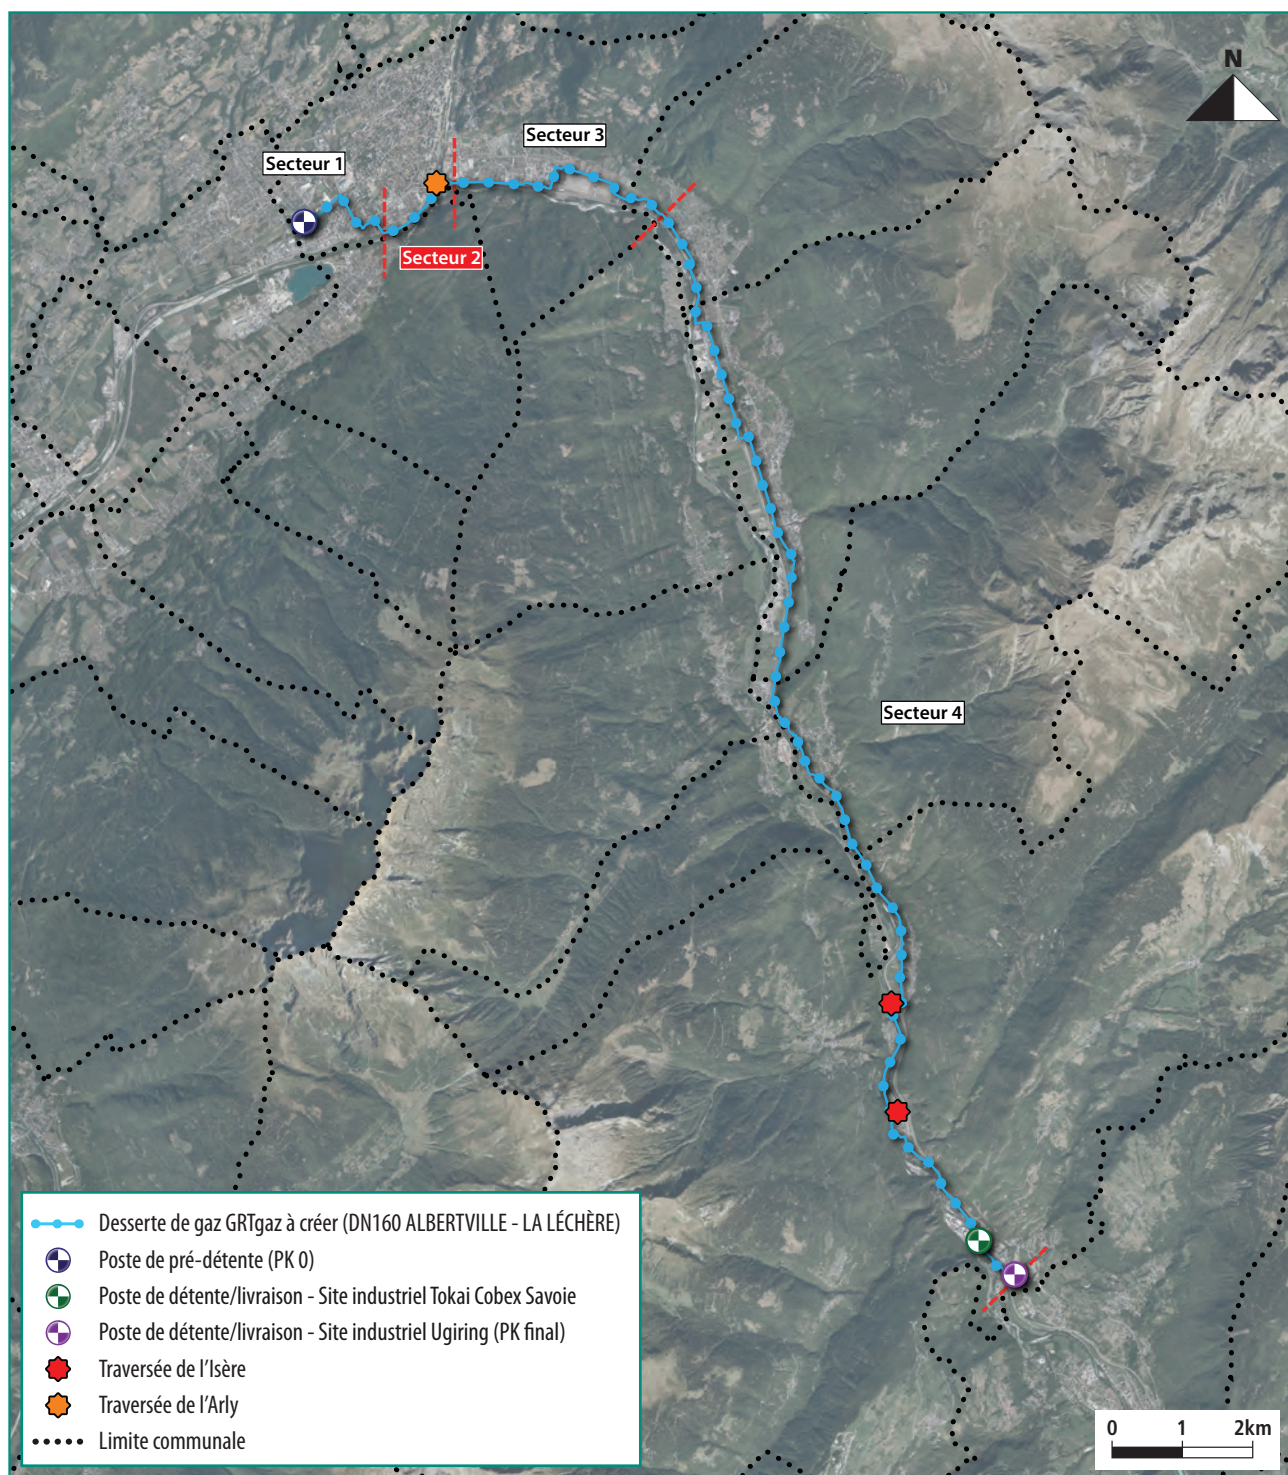 N
Secteur 3
Secteur 1
Secteur 2
Secteur 4
Desserte de gaz GRTgaz à créer (DN160 ALBERTVILLE - LA LÉCHÈRE)
Poste de pré-détente (PK 0)
Poste de détente/livraison - Site industriel Tokai Cobex Savoie
Poste de détente/livraison - Site industriel Ugiring (PK final)
Traversée de l'Isère
Traversée de l'Arly
Limite communale
0 1 2km